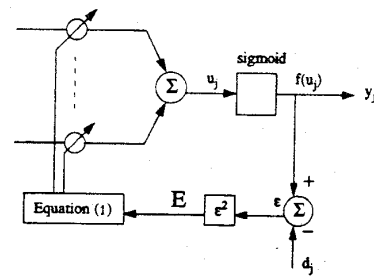 sigmoid
Σ
u_j
f(u_j)
y_j
+
Equation (1)
E
ε²
ε
Σ
−
d_j